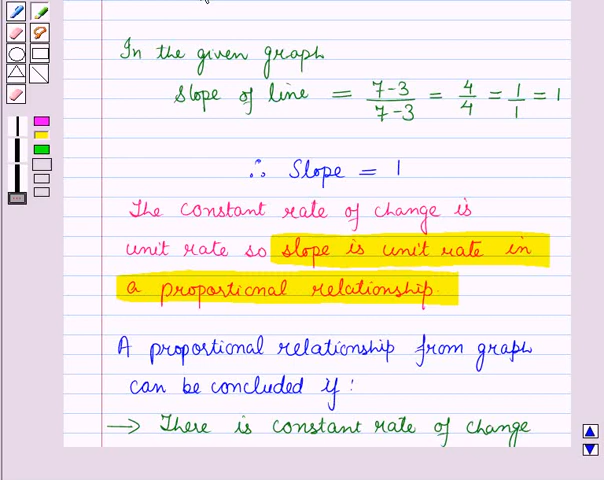 In the given graph
Slope of line = 7-3/7-3 = 4/4 = 1/1 = 1
∴ Slope = 1
The constant rate of change is
unit rate so slope is unit rate in
a proportional relationship.
A proportional relationship from graph
can be concluded if :
→ There is constant rate of change